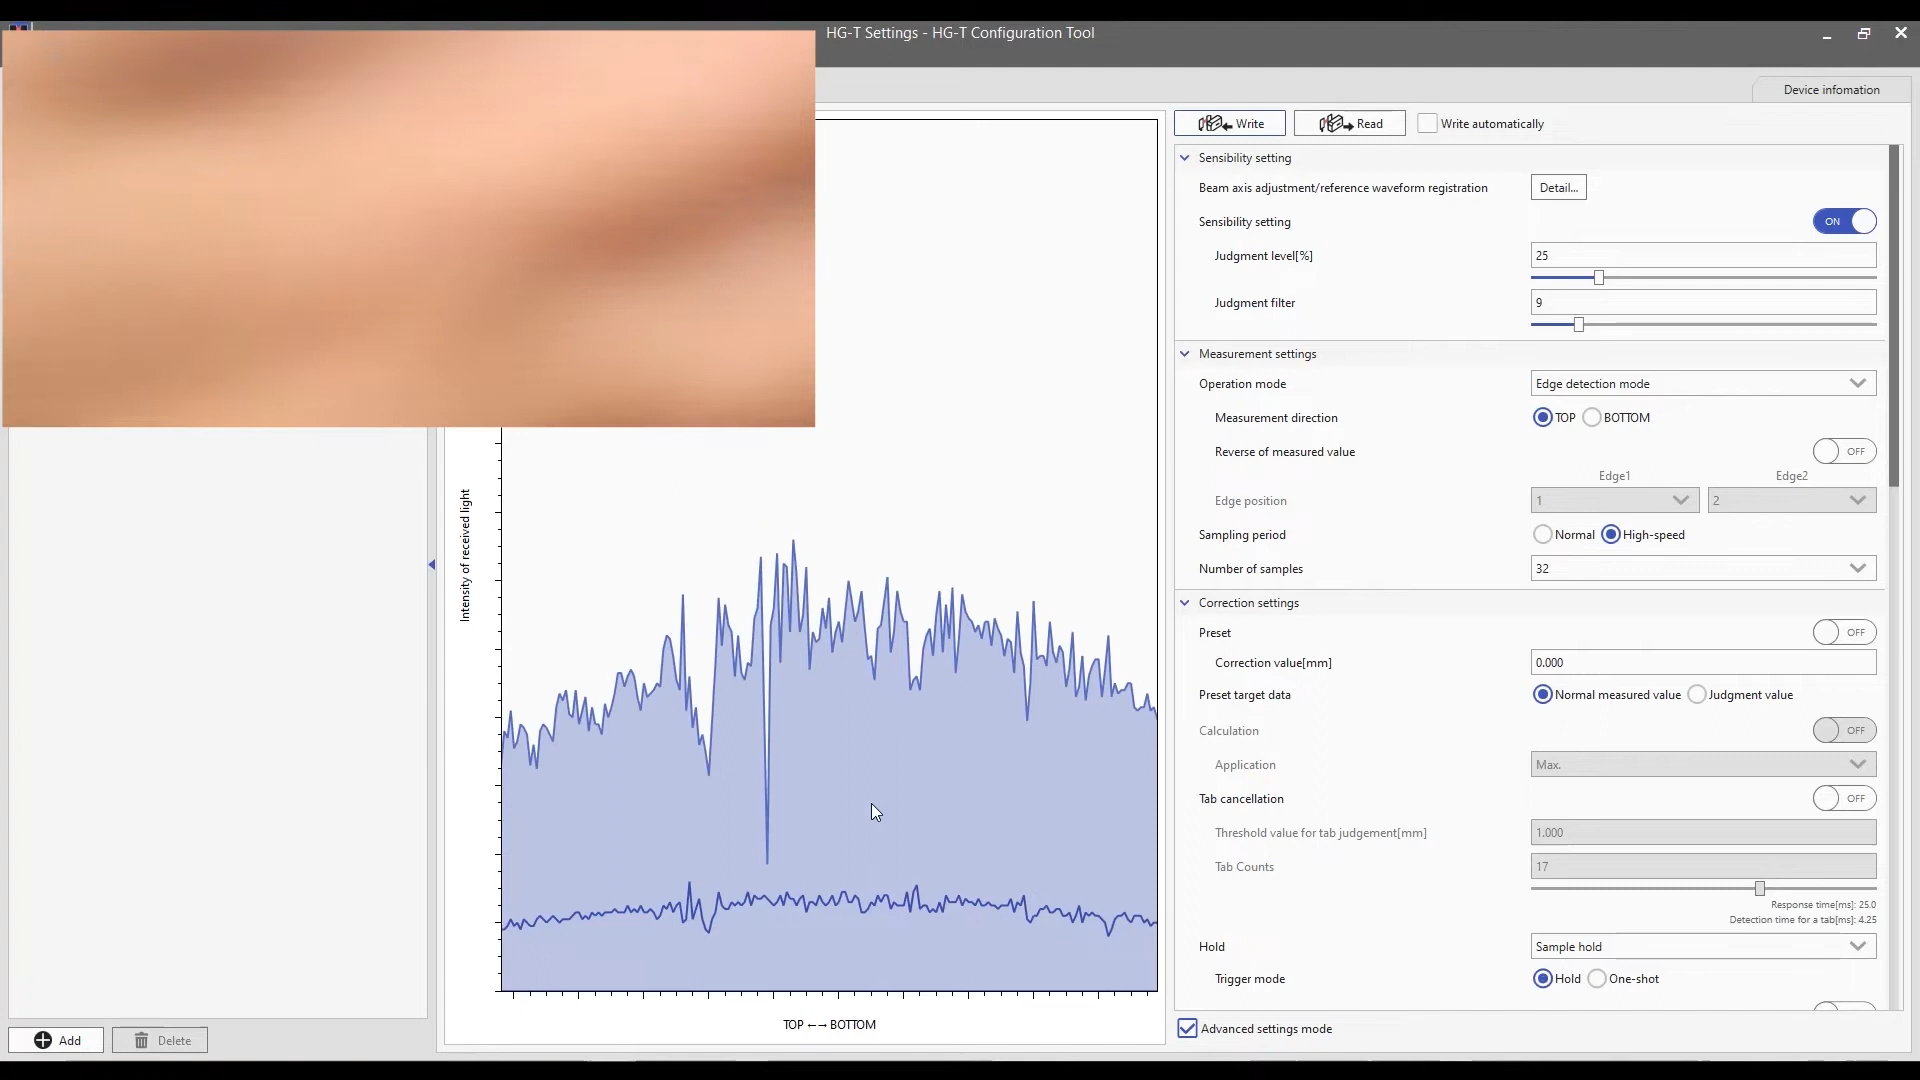 HG-T Settings - HG-T Configuration Tool
Device infomation
Write
Read
Write automatically
Sensibility setting
Beam axis adjustment/reference waveform registration
Detail...
Sensibility setting
ON
Judgment level[%]
25
Judgment filter
9
Measurement settings
Operation mode
Edge detection mode
Measurement direction
TOP
BOTTOM
Reverse of measured value
OFF
Edge1
Edge2
Edge position
1
2
Sampling period
Normal
High-speed
Number of samples
32
Correction settings
Preset
OFF
Correction value[mm]
0.000
Preset target data
Normal measured value
Judgment value
Calculation
OFF
Application
Max.
Tab cancellation
OFF
Threshold value for tab judgement[mm]
1.000
Tab Counts
17
Response time[ms]: 25.0
Detection time for a tab[ms]: 4.25
Hold
Sample hold
Trigger mode
Hold
One-shot
Advanced settings mode
Intensity of received light
TOP ←→ BOTTOM
Add
Delete